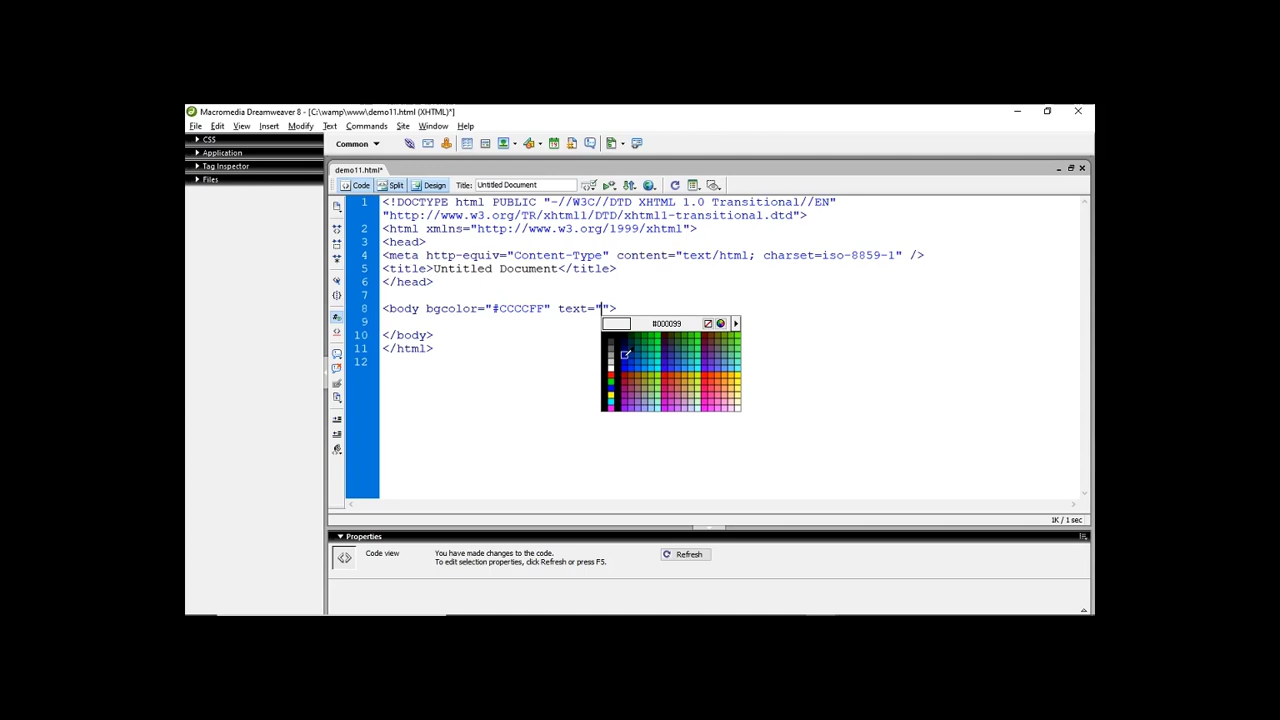 Macromedia Dreamweaver 8 - [C:\wamp\www\demo11.html (XHTML)*]
File Edit View Insert Modify Text Commands Site Window Help
CSS
Application
Tag Inspector
Files
Common
demo11.html*
Code Split Design Title: Untitled Document
1 <!DOCTYPE html PUBLIC "-//W3C//DTD XHTML 1.0 Transitional//EN"
"http://www.w3.org/TR/xhtml1/DTD/xhtml1-transitional.dtd">
2 <html xmlns="http://www.w3.org/1999/xhtml">
3 <head>
4 <meta http-equiv="Content-Type" content="text/html; charset=iso-8859-1" />
5 <title>Untitled Document</title>
6 </head>
7
8 <body bgcolor="#CCCCFF" text="">
#000099
9
10 </body>
11 </html>
12
1K / 1 sec
Properties
Code view
You have made changes to the code.
To edit selection properties, click Refresh or press F5.
Refresh